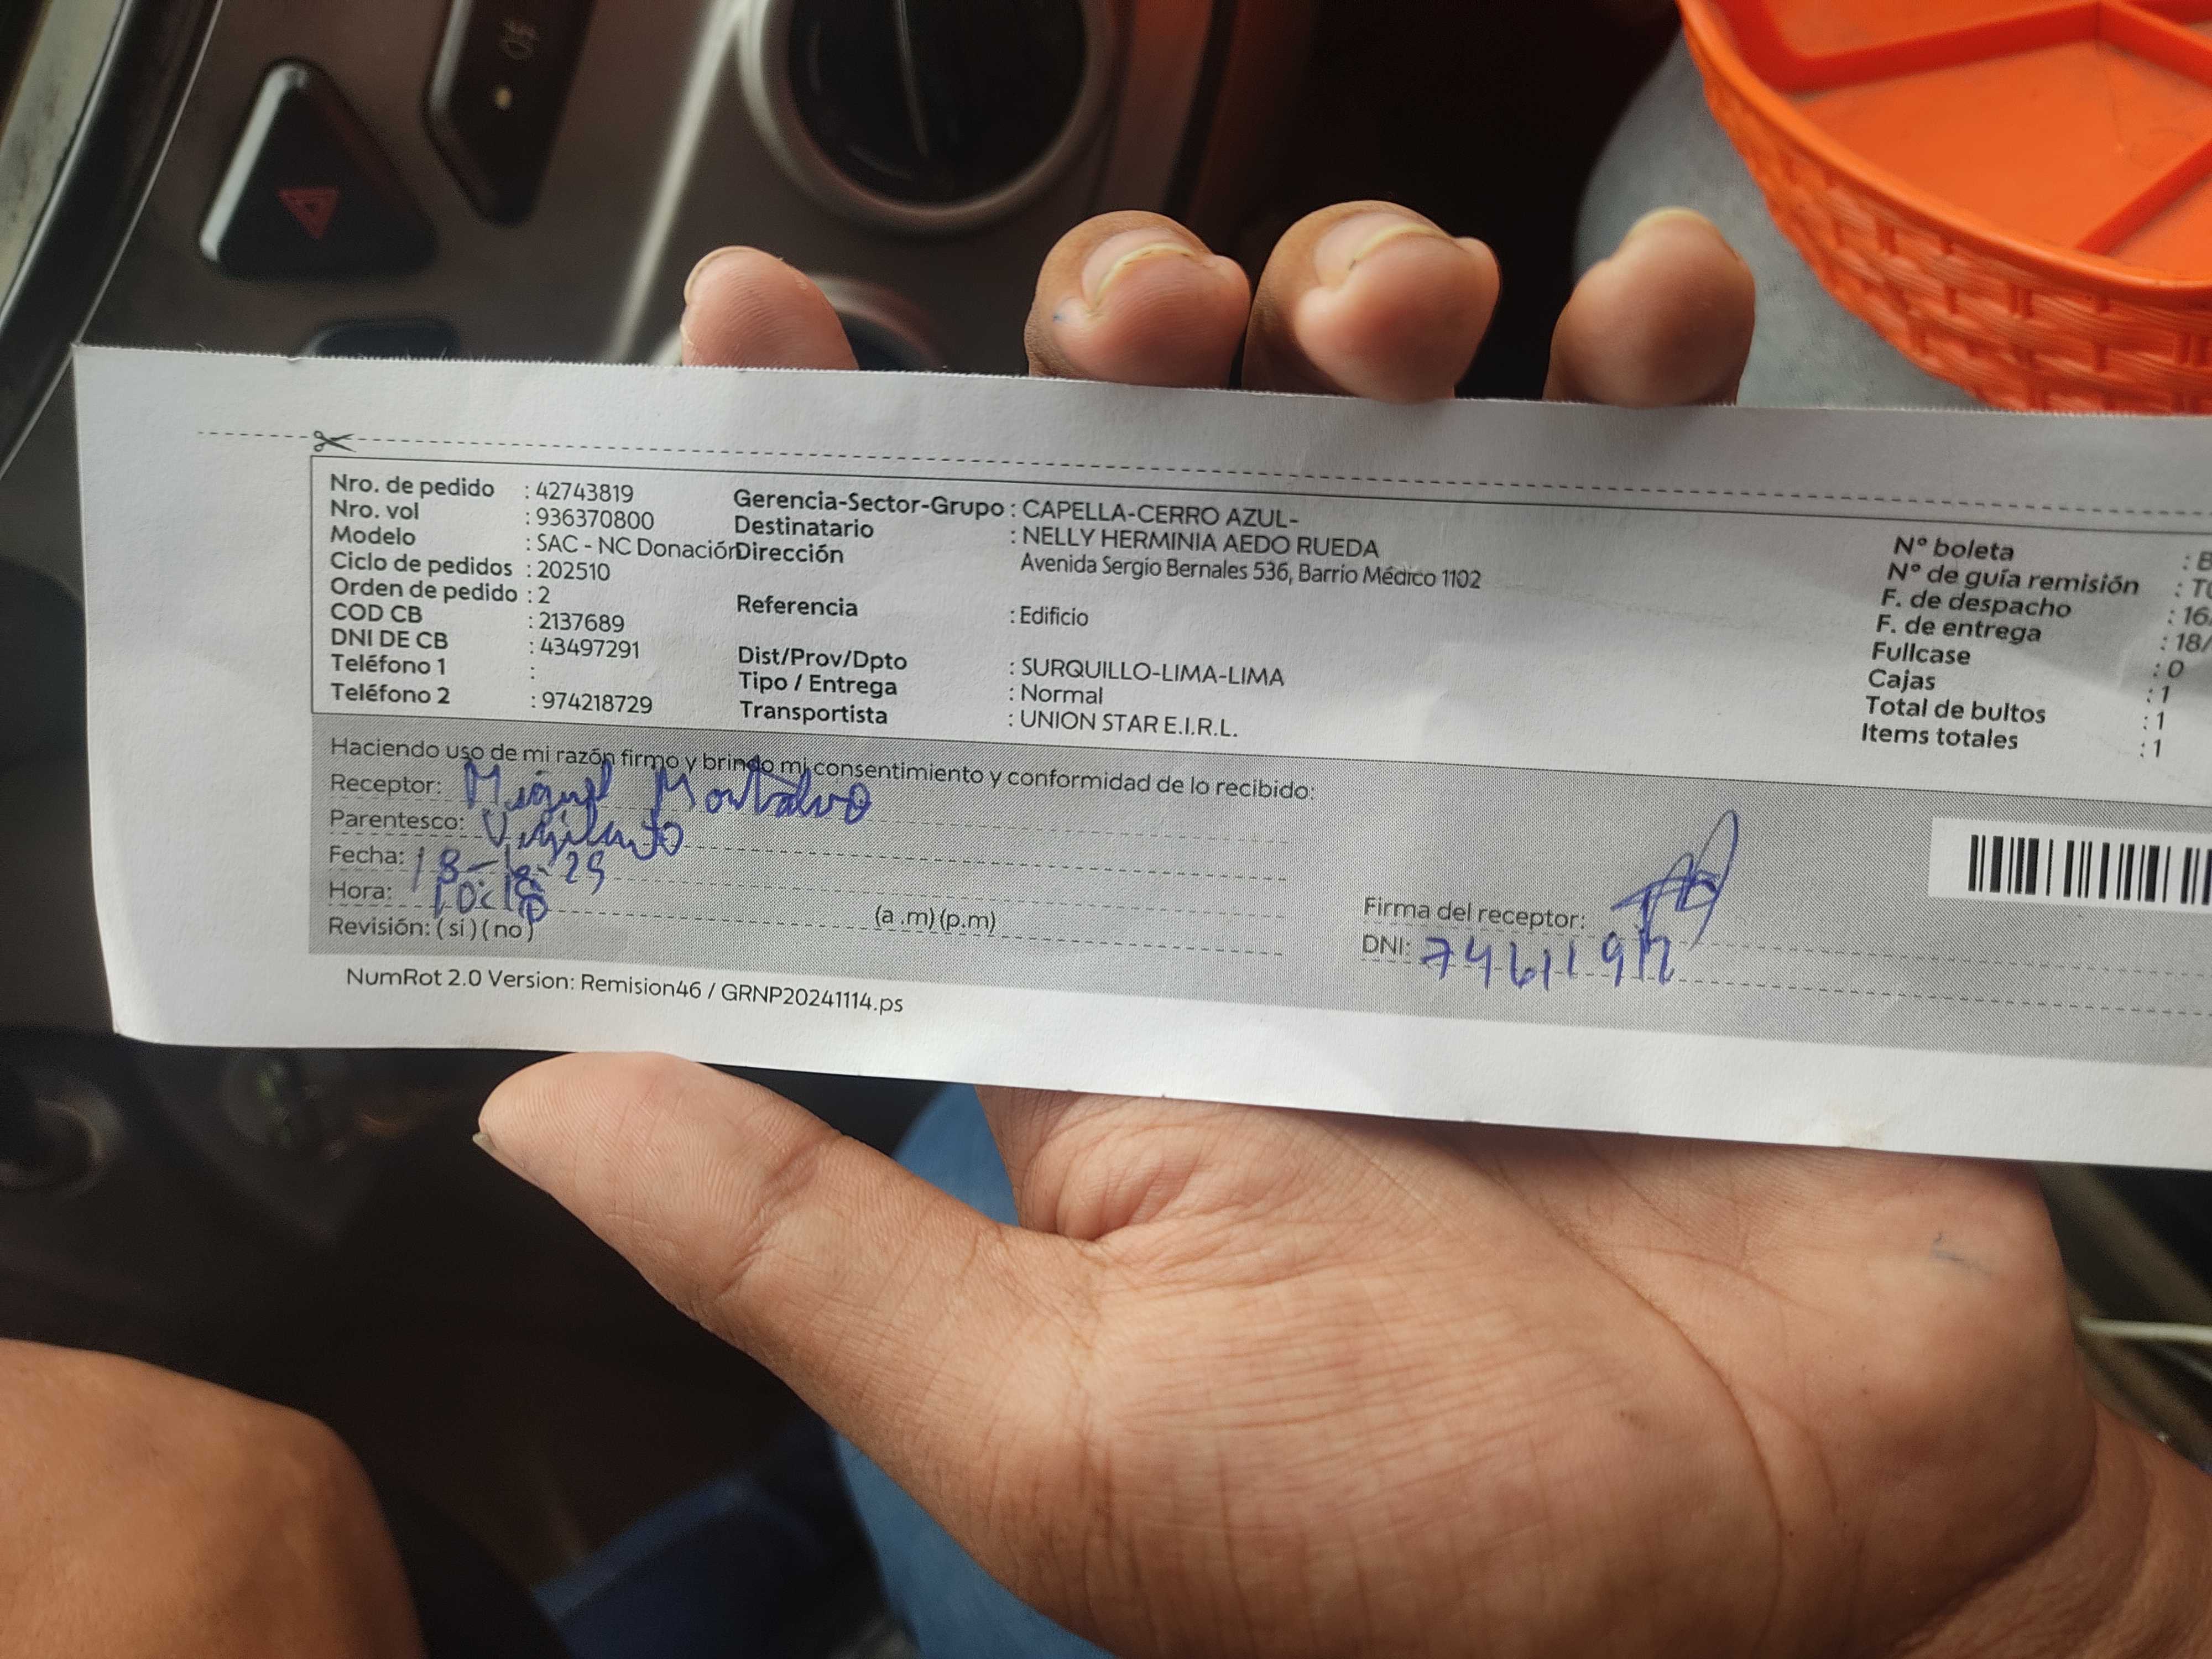 Nro. de pedido : 42743819
Nro. vol : 936370800
Modelo : SAC - NC Donación
Ciclo de pedidos : 202510
Orden de pedido : 2
COD CB : 2137689
DNI DE CB : 43497291
Teléfono 1 :
Teléfono 2 : 974218729
Gerencia-Sector-Grupo : CAPELLA-CERRO AZUL-
Destinatario : NELLY HERMINIA AEDO RUEDA
Dirección Avenida Sergio Bernales 536, Barrio Médico 1102
Referencia : Edificio
Dist/Prov/Dpto : SURQUILLO-LIMA-LIMA
Tipo / Entrega : Normal
Transportista : UNION STAR E.I.R.L.
N° boleta : B
N° de guía remisión : T0
F. de despacho : 16/
F. de entrega : 18/
Fullcase : 0
Cajas : 1
Total de bultos : 1
Items totales : 1
Haciendo uso de mi razón firmo y brindo mi consentimiento y conformidad de lo recibido:
Receptor: Miguel Montalvo
Parentesco: Vigilante
Fecha:
Hora: (a .m) (p.m)
Revisión: ( si ) ( no )
Firma del receptor:
DNI:
NumRot 2.0 Version: Remision46 / GRNP20241114.ps